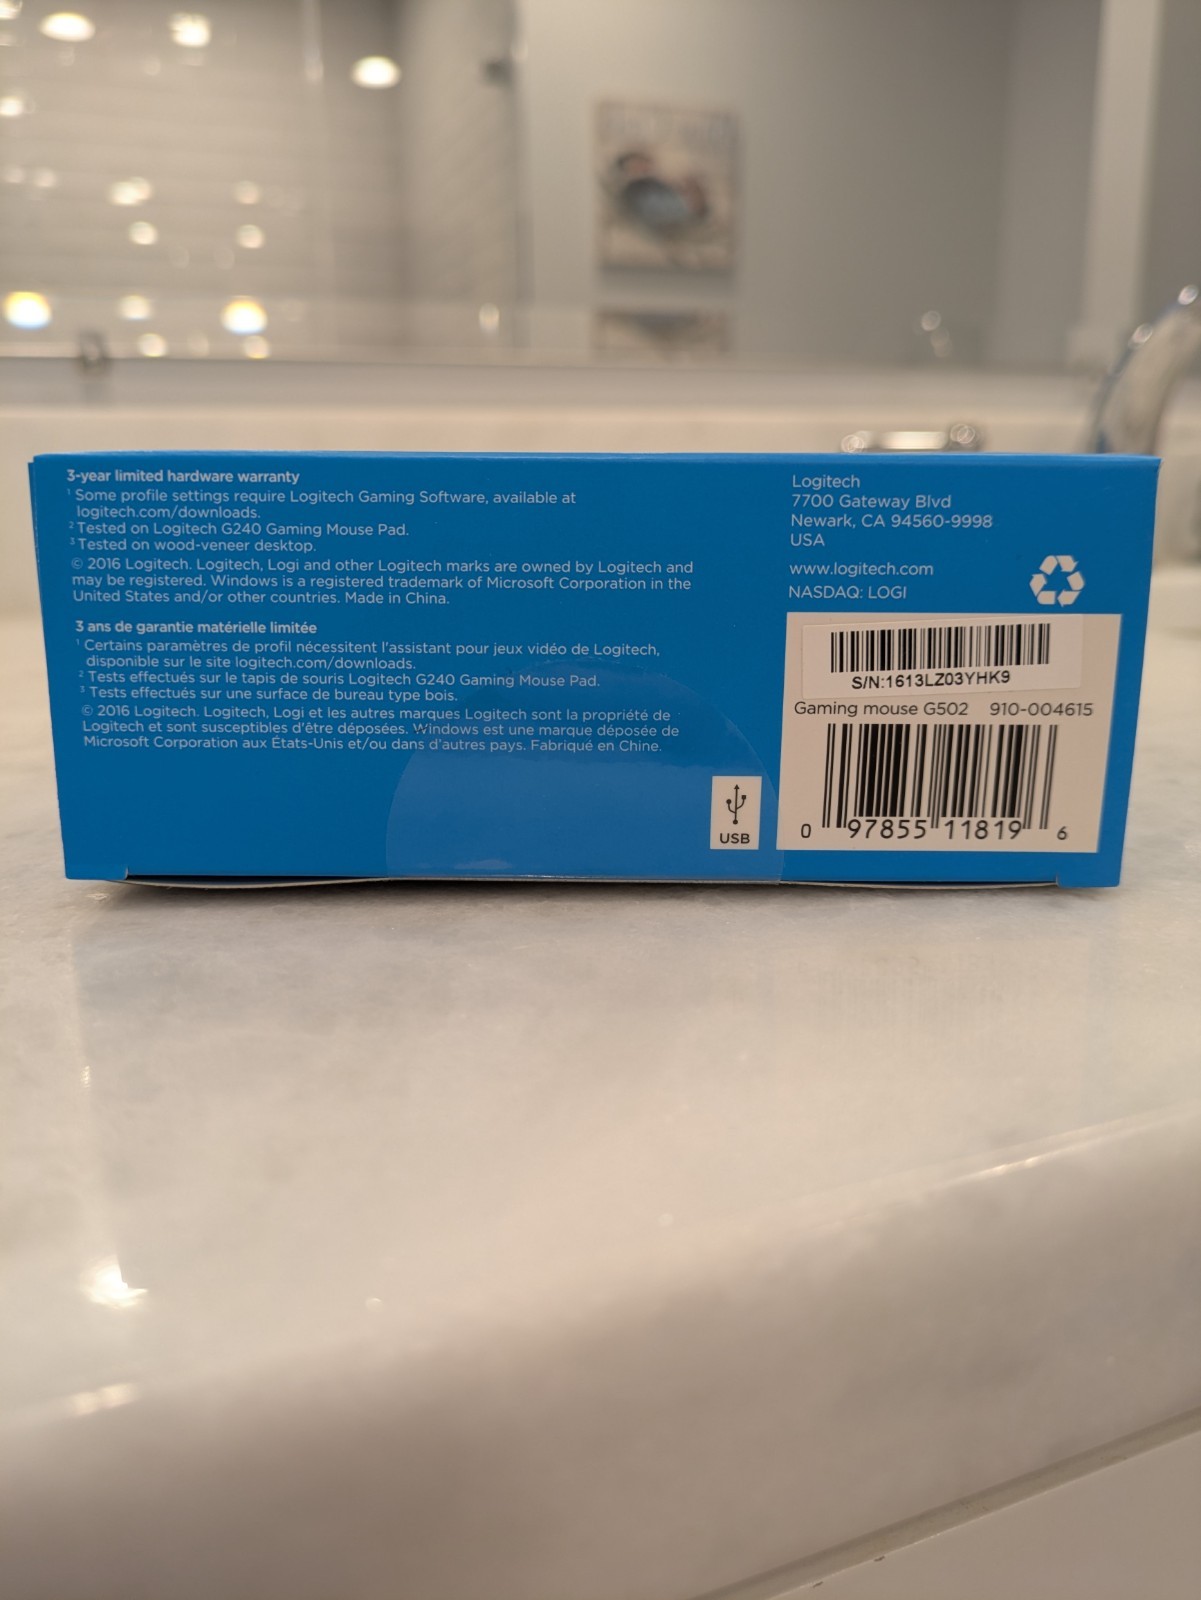 3-year limited hardware warranty
¹ Some profile settings require Logitech Gaming Software, available at
logitech.com/downloads.
² Tested on Logitech G240 Gaming Mouse Pad.
³ Tested on wood-veneer desktop.
© 2016 Logitech. Logitech, Logi and other Logitech marks are owned by Logitech and
may be registered. Windows is a registered trademark of Microsoft Corporation in the
United States and/or other countries. Made in China.
3 ans de garantie matérielle limitée
¹ Certains paramètres de profil nécessitent l'assistant pour jeux vidéo de Logitech,
disponible sur le site logitech.com/downloads.
² Tests effectués sur le tapis de souris Logitech G240 Gaming Mouse Pad.
³ Tests effectués sur une surface de bureau type bois.
© 2016 Logitech. Logitech, Logi et les autres marques Logitech sont la propriété de
Logitech et sont susceptibles d'être déposées. Windows est une marque déposée de
Microsoft Corporation aux États-Unis et/ou dans d'autres pays. Fabriqué en Chine.
USB
Logitech
7700 Gateway Blvd
Newark, CA 94560-9998
USA
www.logitech.com
NASDAQ: LOGI
S/N:1613LZ03YHK9
Gaming mouse G502 910-004615
0 97855 11819 6